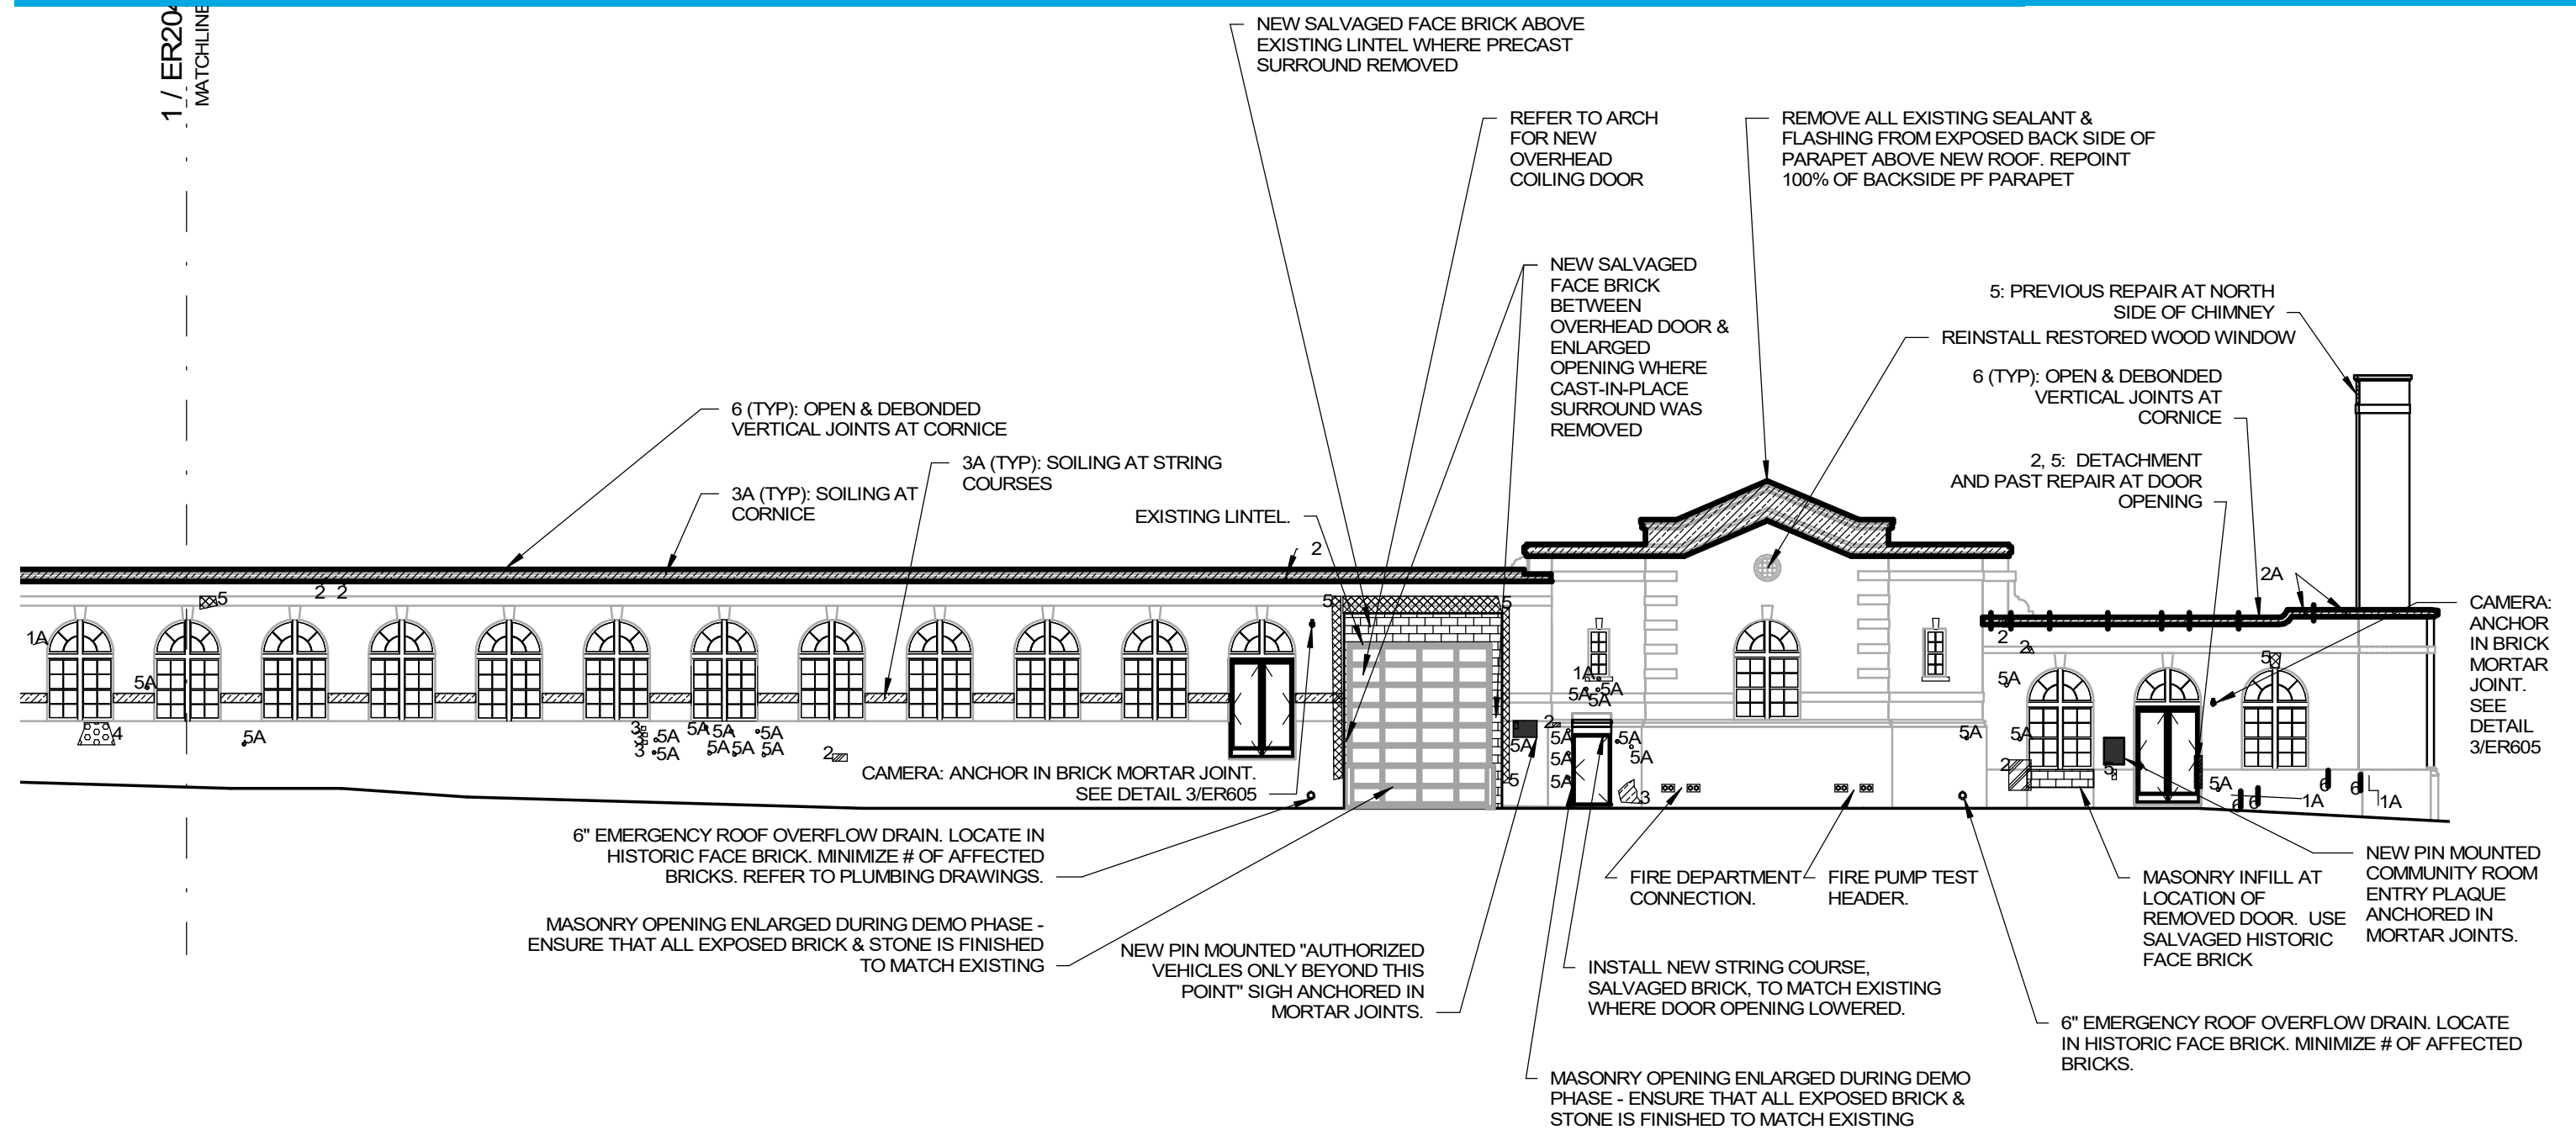 1 / ER204
MATCHLINE
NEW SALVAGED FACE BRICK ABOVE
EXISTING LINTEL WHERE PRECAST
SURROUND REMOVED
REFER TO ARCH
FOR NEW
OVERHEAD
COILING DOOR
REMOVE ALL EXISTING SEALANT &
FLASHING FROM EXPOSED BACK SIDE OF
PARAPET ABOVE NEW ROOF. REPOINT
100% OF BACKSIDE PF PARAPET
NEW SALVAGED
FACE BRICK
BETWEEN
OVERHEAD DOOR &
ENLARGED
OPENING WHERE
CAST-IN-PLACE
SURROUND WAS
REMOVED
5: PREVIOUS REPAIR AT NORTH
SIDE OF CHIMNEY
REINSTALL RESTORED WOOD WINDOW
6 (TYP): OPEN & DEBONDED
VERTICAL JOINTS AT
CORNICE
2, 5: DETACHMENT
AND PAST REPAIR AT DOOR
OPENING
6 (TYP): OPEN & DEBONDED
VERTICAL JOINTS AT CORNICE
3A (TYP): SOILING AT STRING
COURSES
3A (TYP): SOILING AT
CORNICE
EXISTING LINTEL.
2
2A
5
2 2
5
5
1A
5A
4
5A
3
3
3
5A
5A
5A
5A
5A
5A
5A
5A
2
1A
5A
5A
5A
2
5A
5A
5A
5A
5A
5A
5
3
5A
2
2
5A
5A
2
5
5
5A
6
6
1A
6
6
1A
CAMERA:
ANCHOR
IN BRICK
MORTAR
JOINT.
SEE
DETAIL
3/ER605
CAMERA: ANCHOR IN BRICK MORTAR JOINT.
SEE DETAIL 3/ER605
6" EMERGENCY ROOF OVERFLOW DRAIN. LOCATE IN
HISTORIC FACE BRICK. MINIMIZE # OF AFFECTED
BRICKS. REFER TO PLUMBING DRAWINGS.
MASONRY OPENING ENLARGED DURING DEMO PHASE -
ENSURE THAT ALL EXPOSED BRICK & STONE IS FINISHED
TO MATCH EXISTING
NEW PIN MOUNTED "AUTHORIZED
VEHICLES ONLY BEYOND THIS
POINT" SIGH ANCHORED IN
MORTAR JOINTS.
FIRE DEPARTMENT
CONNECTION.
FIRE PUMP TEST
HEADER.
INSTALL NEW STRING COURSE,
SALVAGED BRICK, TO MATCH EXISTING
WHERE DOOR OPENING LOWERED.
MASONRY OPENING ENLARGED DURING DEMO
PHASE - ENSURE THAT ALL EXPOSED BRICK &
STONE IS FINISHED TO MATCH EXISTING
MASONRY INFILL AT
LOCATION OF
REMOVED DOOR. USE
SALVAGED HISTORIC
FACE BRICK
NEW PIN MOUNTED
COMMUNITY ROOM
ENTRY PLAQUE
ANCHORED IN
MORTAR JOINTS.
6" EMERGENCY ROOF OVERFLOW DRAIN. LOCATE
IN HISTORIC FACE BRICK. MINIMIZE # OF AFFECTED
BRICKS.